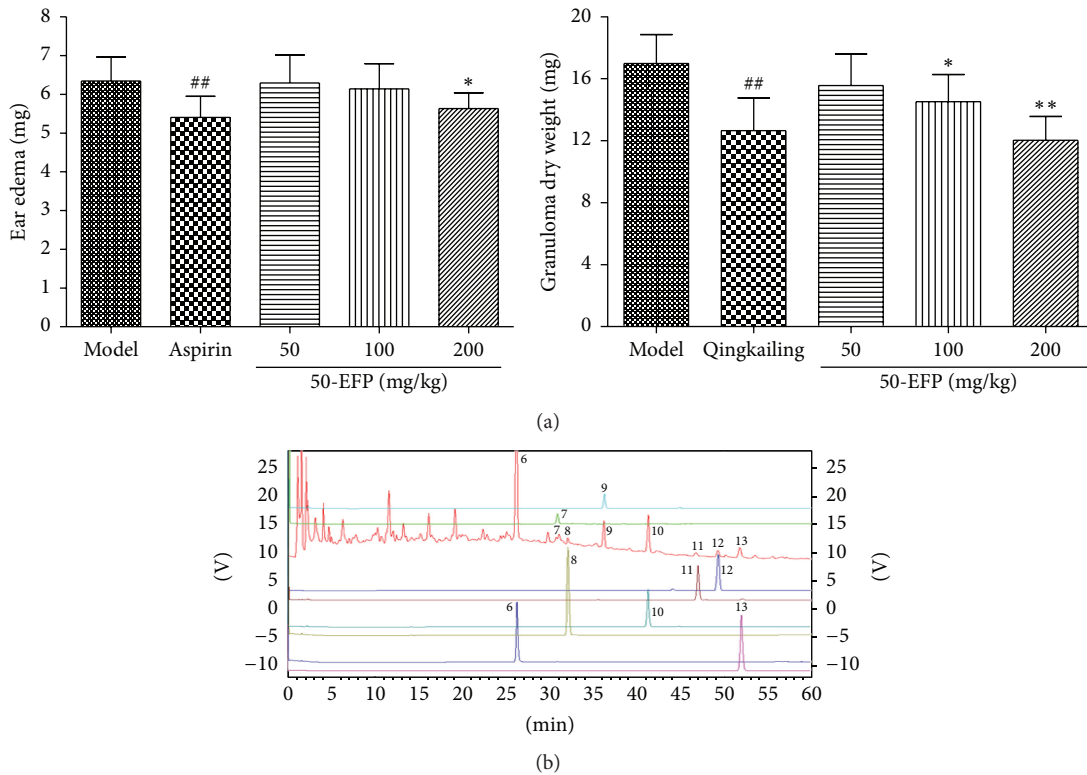 8
7
6
5
4
3
2
1
0
Ear edema (mg)
##
*
Model Aspirin 50 100 200
50-EFP (mg/kg)
20
16
12
8
4
0
Granuloma dry weight (mg)
##
*
**
Model Qingkailing 50 100 200
50-EFP (mg/kg)
(a)
25
20
15
10
5
0
−5
−10
(V)
6
9
7
7 8 9 10 11 12 13
8
11 12
6 10 13
25
20
15
10
5
0
−5
−10
(V)
0 5 10 15 20 25 30 35 40 45 50 55 60
(min)
(b)